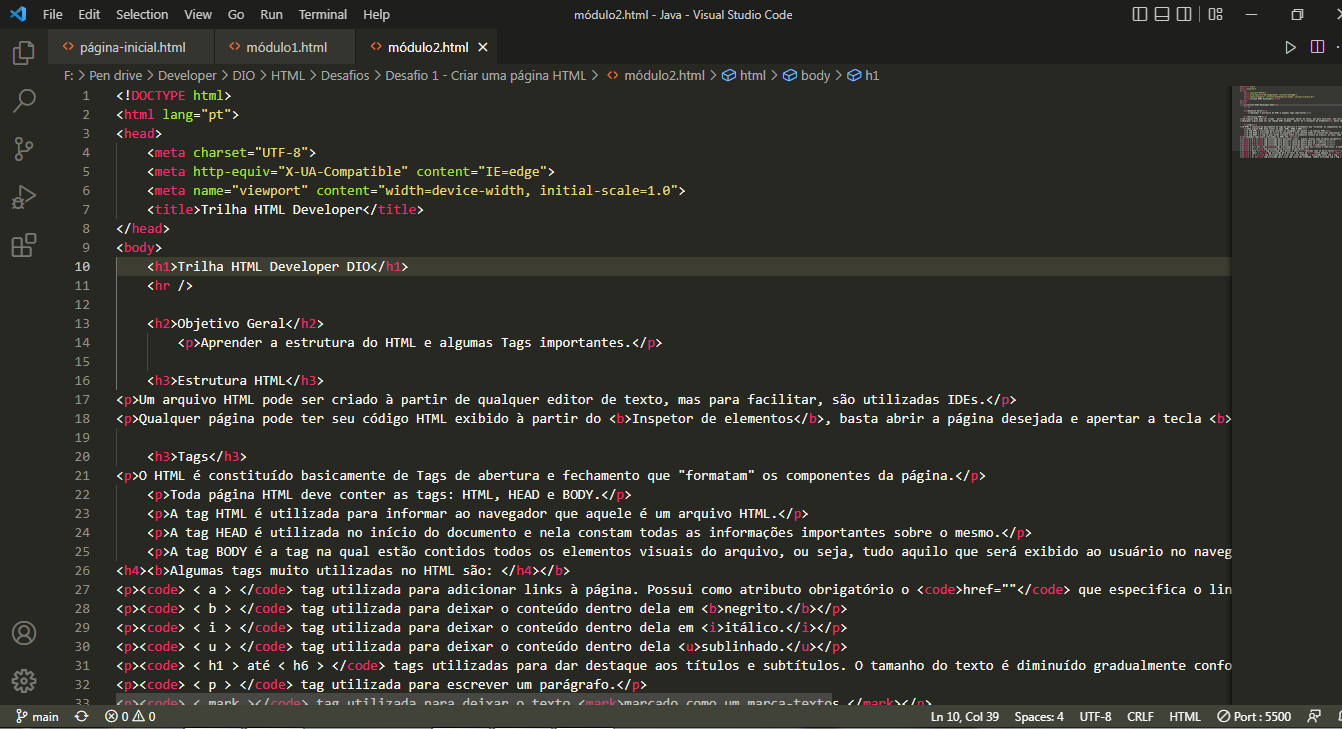 File Edit Selection View Go Run Terminal Help módulo2.html - Java - Visual Studio Code
página-inicial.html módulo1.html módulo2.html
F: > Pen drive > Developer > DIO > HTML > Desafios > Desafio 1 - Criar uma página HTML > módulo2.html > html > body > h1
1 <!DOCTYPE html>
2 <html lang="pt">
3 <head>
4 <meta charset="UTF-8">
5 <meta http-equiv="X-UA-Compatible" content="IE=edge">
6 <meta name="viewport" content="width=device-width, initial-scale=1.0">
7 <title>Trilha HTML Developer</title>
8 </head>
9 <body>
10 <h1>Trilha HTML Developer DIO</h1>
11 <hr />
12
13 <h2>Objetivo Geral</h2>
14 <p>Aprender a estrutura do HTML e algumas Tags importantes.</p>
15
16 <h3>Estrutura HTML</h3>
17 <p>Um arquivo HTML pode ser criado à partir de qualquer editor de texto, mas para facilitar, são utilizadas IDEs.</p>
18 <p>Qualquer página pode ter seu código HTML exibido à partir do <b>Inspetor de elementos</b>, basta abrir a página desejada e apertar a tecla <b>
19
20 <h3>Tags</h3>
21 <p>O HTML é constituído basicamente de Tags de abertura e fechamento que "formatam" os componentes da página.</p>
22 <p>Toda página HTML deve conter as tags: HTML, HEAD e BODY.</p>
23 <p>A tag HTML é utilizada para informar ao navegador que aquele é um arquivo HTML.</p>
24 <p>A tag HEAD é utilizada no início do documento e nela constam todas as informações importantes sobre o mesmo.</p>
25 <p>A tag BODY é a tag na qual estão contidos todos os elementos visuais do arquivo, ou seja, tudo aquilo que será exibido ao usuário no naveg
26 <h4><b>Algumas tags muito utilizadas no HTML são: </h4></b>
27 <p><code> < a > </code> tag utilizada para adicionar links à página. Possui como atributo obrigatório o <code>href=""</code> que especifica o lin
28 <p><code> < b > </code> tag utilizada para deixar o conteúdo dentro dela em <b>negrito.</b></p>
29 <p><code> < i > </code> tag utilizada para deixar o conteúdo dentro dela em <i>itálico.</i></p>
30 <p><code> < u > </code> tag utilizada para deixar o conteúdo dentro dela <u>sublinhado.</u></p>
31 <p><code> < h1 > até < h6 > </code> tags utilizadas para dar destaque aos títulos e subtítulos. O tamanho do texto é diminuído gradualmente confo
32 <p><code> < p > </code> tag utilizada para escrever um parágrafo.</p>
33 <p><code> < mark ></code> tag utilizada para deixar o texto <mark>marcado como um marca-textos.</mark></p>
main 0 0 Ln 10, Col 39 Spaces: 4 UTF-8 CRLF HTML Port : 5500